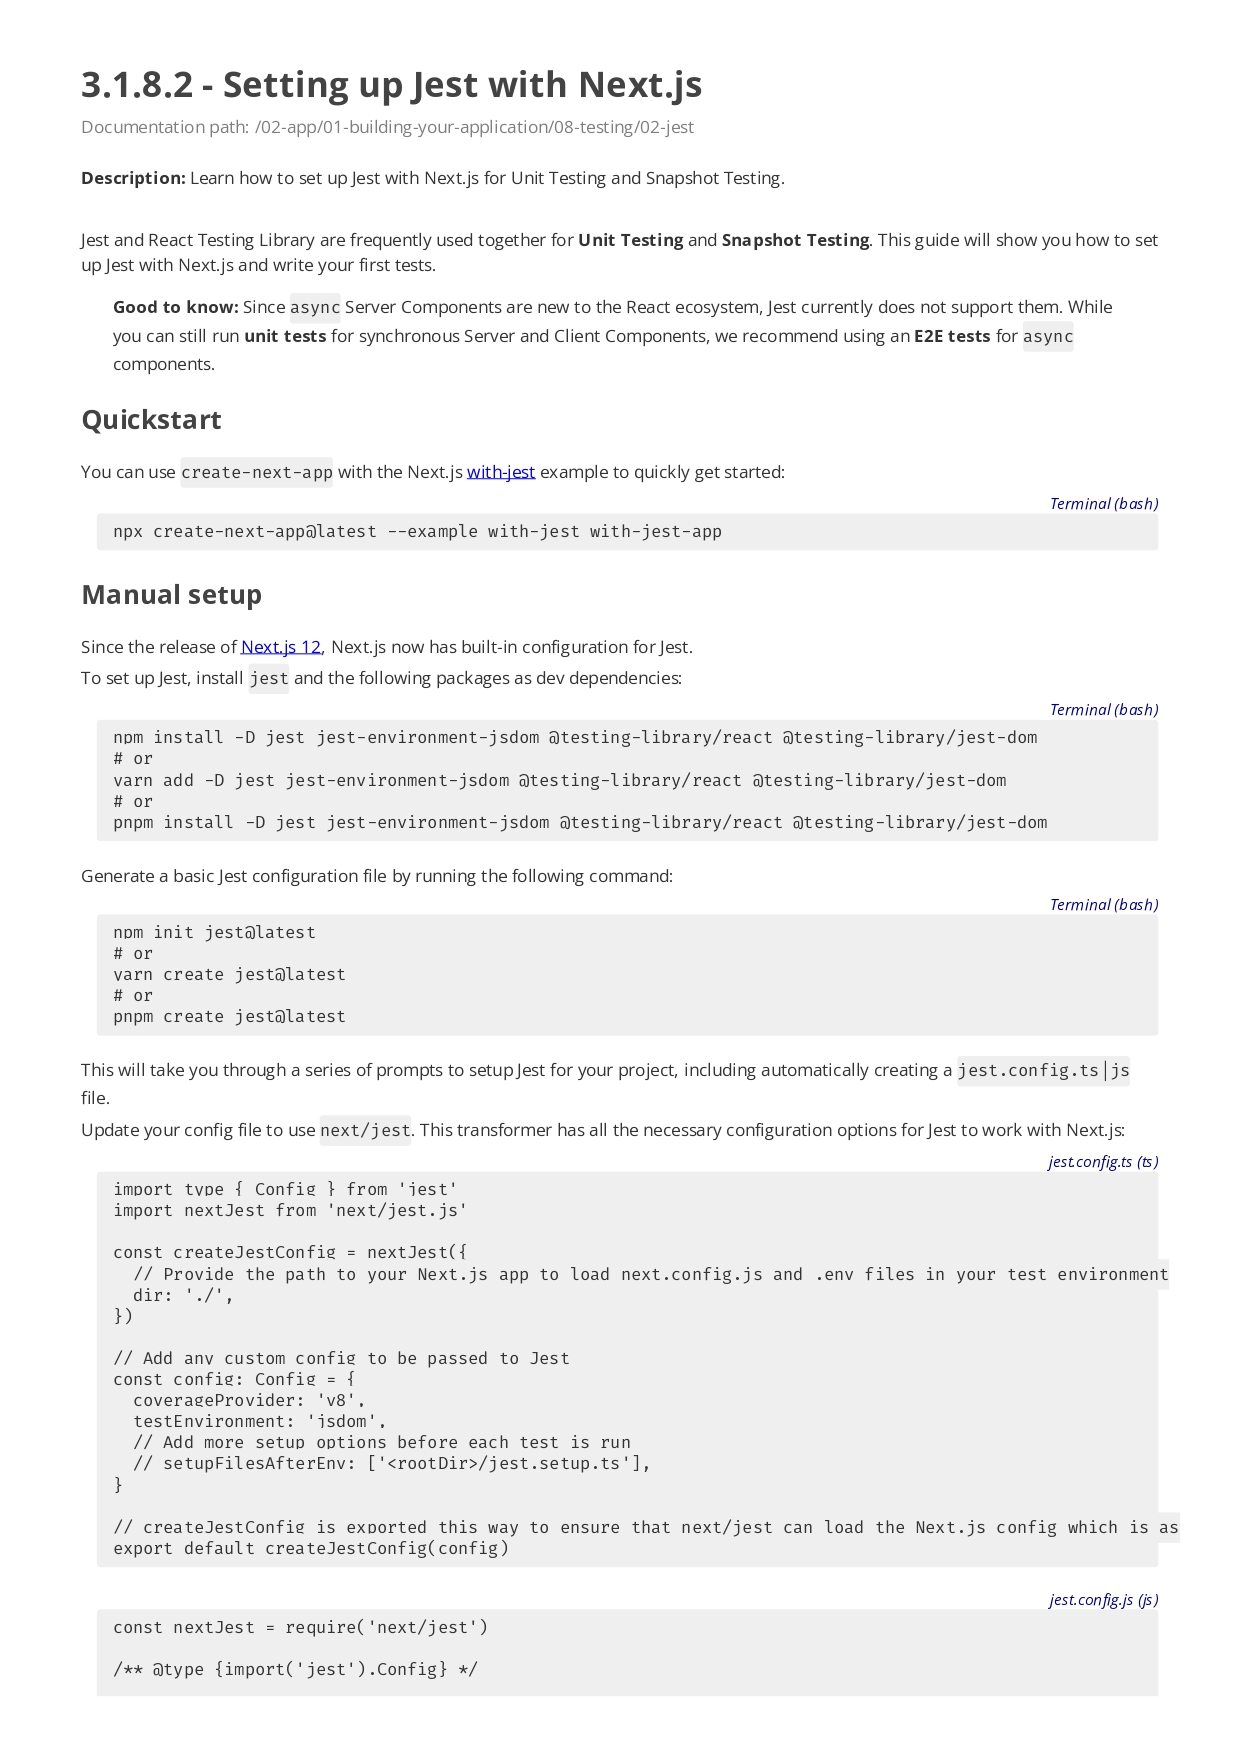 3.1.8.2 - Setting up Jest with Next.js
Documentation path: /02-app/01-building-your-application/08-testing/02-jest
Description: Learn how to set up Jest with Next.js for Unit Testing and Snapshot Testing.
Jest and React Testing Library are frequently used together for Unit Testing and Snapshot Testing. This guide will show you how to set
up Jest with Next.js and write your first tests.
Good to know: Since async Server Components are new to the React ecosystem, Jest currently does not support them. While
you can still run unit tests for synchronous Server and Client Components, we recommend using an E2E tests for async
components.
Quickstart
You can use create-next-app with the Next.js with-jest example to quickly get started:
Terminal (bash)
npx create-next-app@latest --example with-jest with-jest-app
Manual setup
Since the release of Next.js 12, Next.js now has built-in configuration for Jest.
To set up Jest, install jest and the following packages as dev dependencies:
Terminal (bash)
npm install -D jest jest-environment-jsdom @testing-library/react @testing-library/jest-dom
# or
yarn add -D jest jest-environment-jsdom @testing-library/react @testing-library/jest-dom
# or
pnpm install -D jest jest-environment-jsdom @testing-library/react @testing-library/jest-dom
Generate a basic Jest configuration file by running the following command:
Terminal (bash)
npm init jest@latest
# or
yarn create jest@latest
# or
pnpm create jest@latest
This will take you through a series of prompts to setup Jest for your project, including automatically creating a jest.config.ts|js
file.
Update your config file to use next/jest. This transformer has all the necessary configuration options for Jest to work with Next.js:
jest.config.ts (ts)
import type { Config } from 'jest'
import nextJest from 'next/jest.js'
const createJestConfig = nextJest({
  // Provide the path to your Next.js app to load next.config.js and .env files in your test environment
  dir: './',
})
// Add any custom config to be passed to Jest
const config: Config = {
  coverageProvider: 'v8',
  testEnvironment: 'jsdom',
  // Add more setup options before each test is run
  // setupFilesAfterEnv: ['<rootDir>/jest.setup.ts'],
}
// createJestConfig is exported this way to ensure that next/jest can load the Next.js config which is as
export default createJestConfig(config)
jest.config.js (js)
const nextJest = require('next/jest')
/** @type {import('jest').Config} */